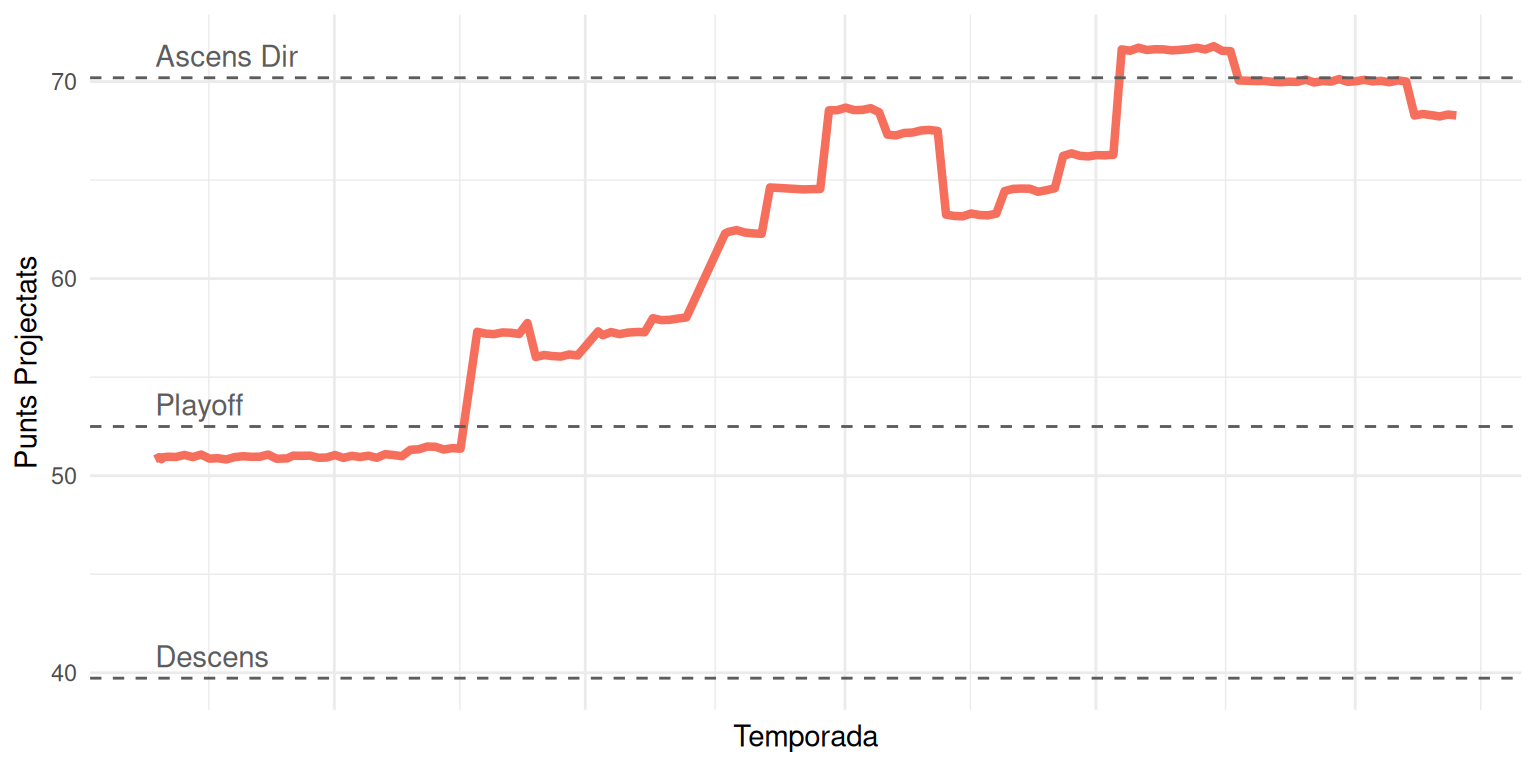 Ascens Dir
70
60
Punts Projectats
Playoff
50
Descens
40
Temporada